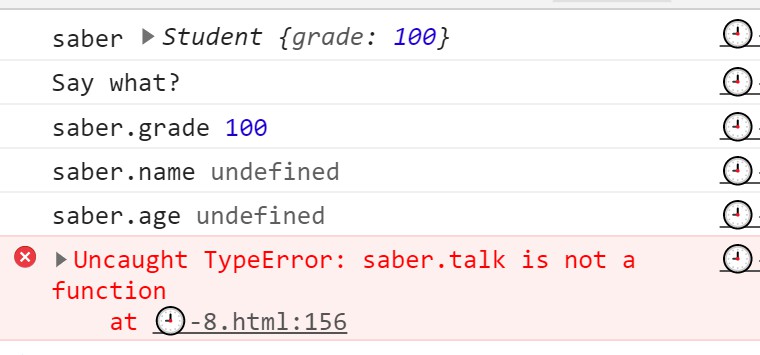 saber ▶Student {grade: 100}
Say what?
saber.grade 100
saber.name undefined
saber.age undefined
▶Uncaught TypeError: saber.talk is not a
function
at 🕘-8.html:156